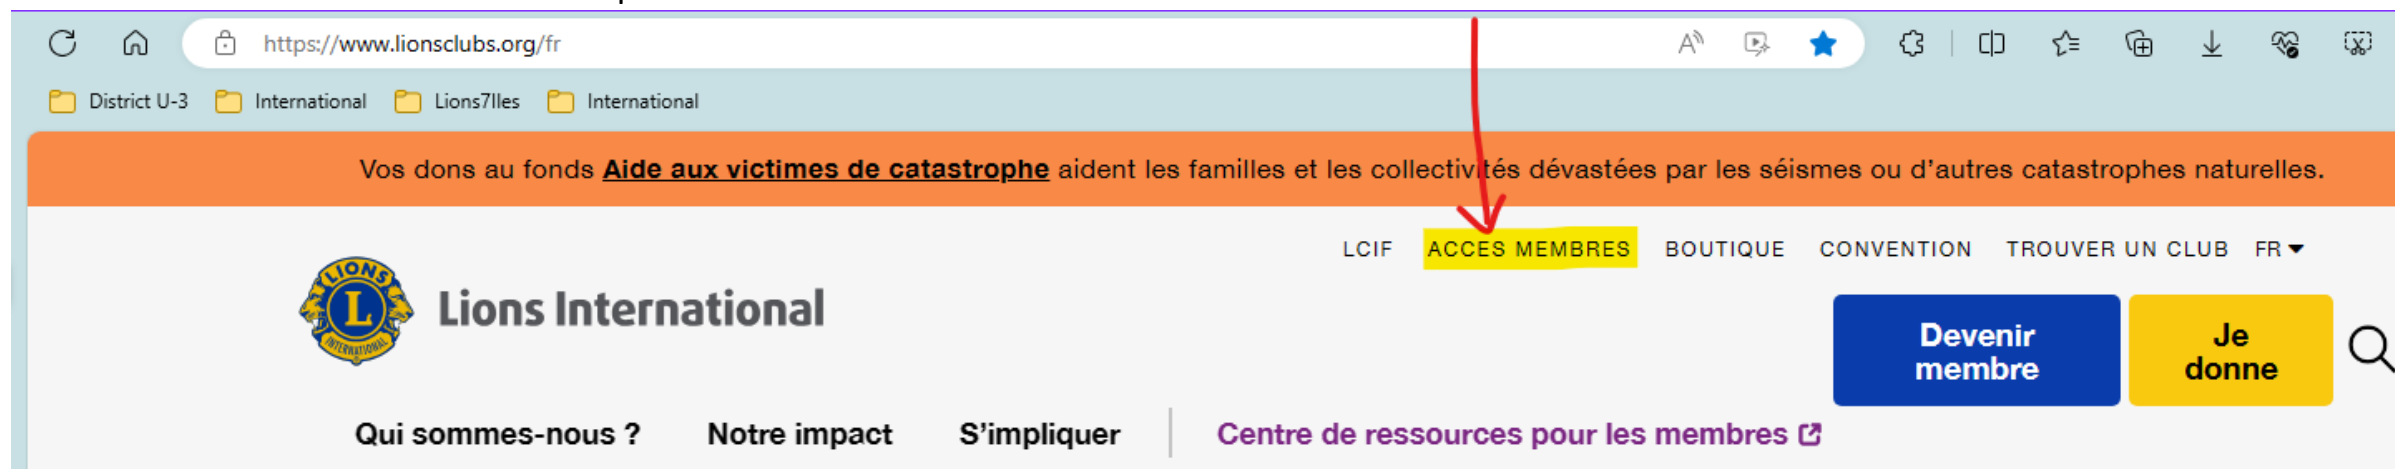 https://www.lionsclubs.org/fr
District U-3 International Lions7Iles International
Vos dons au fonds Aide aux victimes de catastrophe aident les familles et les collectivités dévastées par les séismes ou d'autres catastrophes naturelles.
LCIF ACCES MEMBRES BOUTIQUE CONVENTION TROUVER UN CLUB FR
LIONS
L
INTERNATIONAL
Lions International
Devenir
membre
Je
donne
Qui sommes-nous ? Notre impact S'impliquer Centre de ressources pour les membres